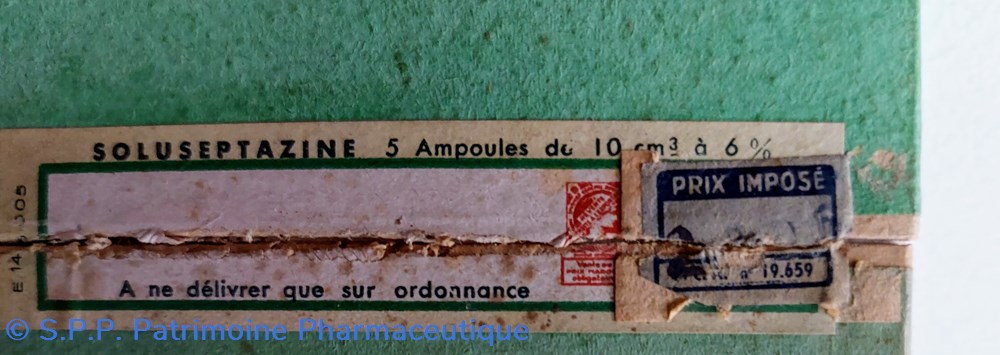 SOLUSEPTAZINE 5 Ampoules de 10 cm3 à 6 %
PRIX IMPOSÉ
n° 19.659
A ne délivrer que sur ordonnance
© S.P.P. Patrimoine Pharmaceutique